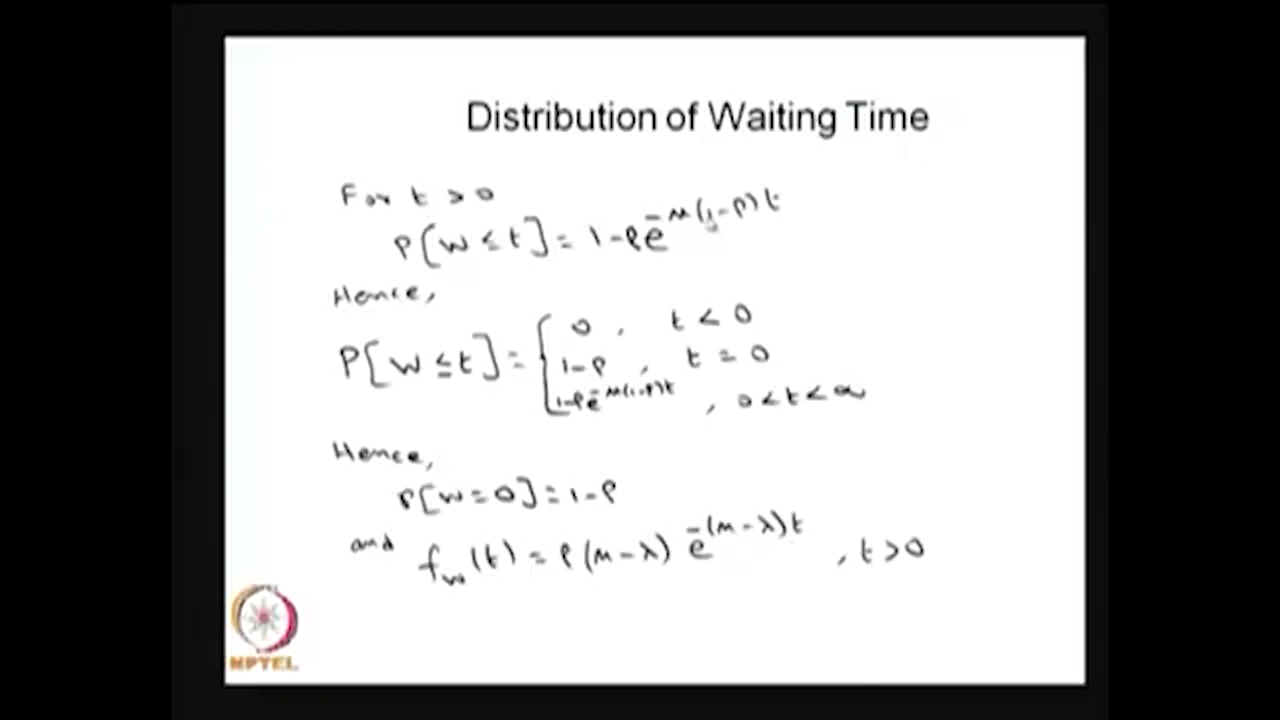 Distribution of Waiting Time
For t > 0
P[W ≤ t] = 1 - ρe^{-μ(1-ρ)t}
Hence,
P[W ≤ t] = { 0 , t < 0
1-ρ , t = 0
1-ρe^{-μ(1-ρ)t} , 0 < t < ∞
Hence,
P[W = 0] = 1-ρ
and f_w(t) = ρ(μ-λ) e^{-(μ-λ)t} , t > 0
NPTEL